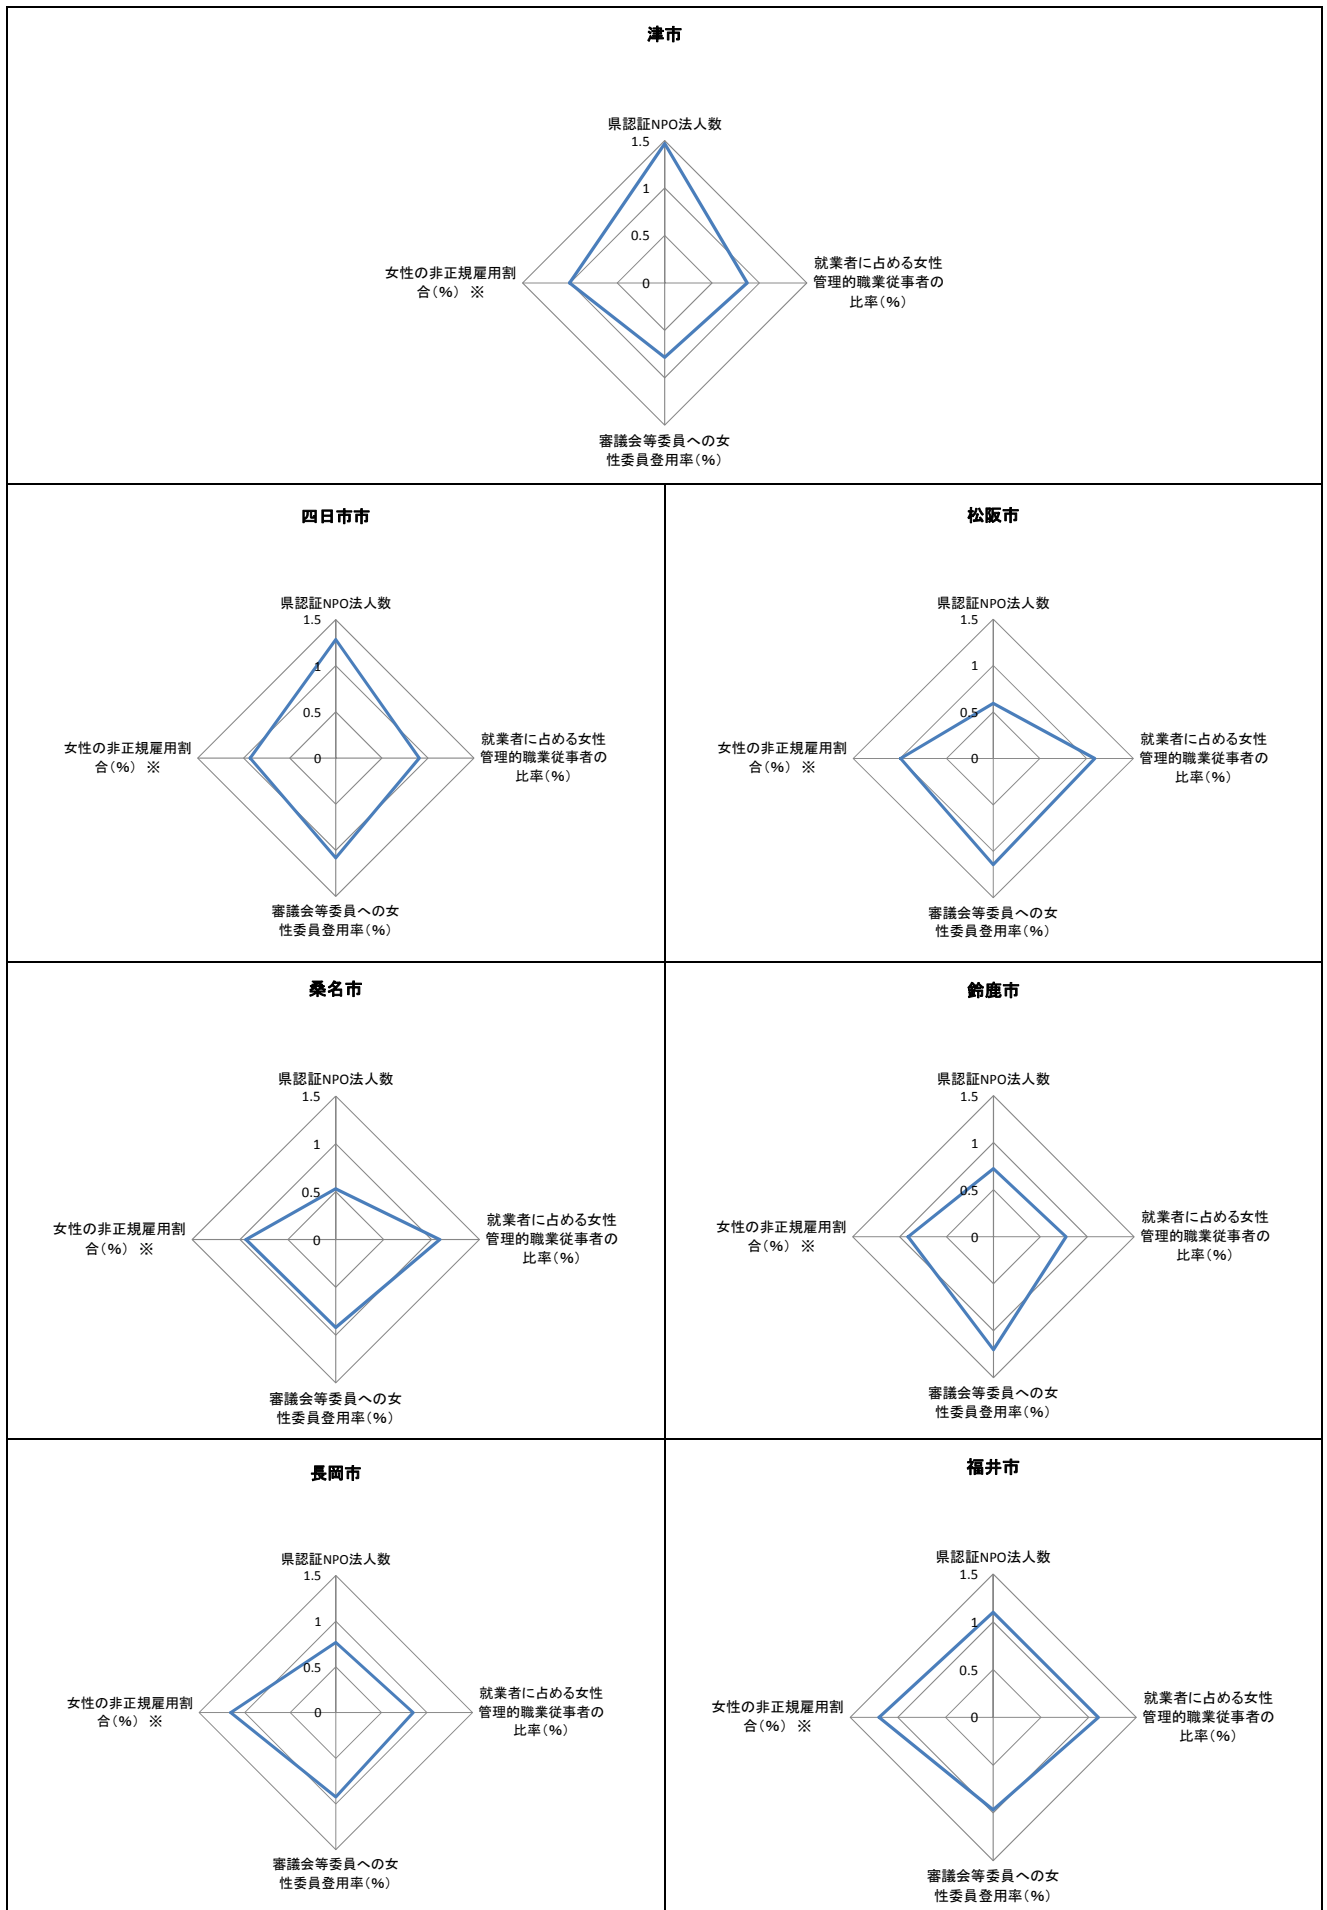 津市
県認証NPO法人数
1.5
1
0.5
0
就業者に占める女性
管理的職業従事者の
比率(%)
審議会等委員への女
性委員登用率(%)
女性の非正規雇用割
合(%) ※
四日市市
県認証NPO法人数
1.5
1
0.5
0
就業者に占める女性
管理的職業従事者の
比率(%)
審議会等委員への女
性委員登用率(%)
女性の非正規雇用割
合(%) ※
松阪市
県認証NPO法人数
1.5
1
0.5
0
就業者に占める女性
管理的職業従事者の
比率(%)
審議会等委員への女
性委員登用率(%)
女性の非正規雇用割
合(%) ※
桑名市
県認証NPO法人数
1.5
1
0.5
0
就業者に占める女性
管理的職業従事者の
比率(%)
審議会等委員への女
性委員登用率(%)
女性の非正規雇用割
合(%) ※
鈴鹿市
県認証NPO法人数
1.5
1
0.5
0
就業者に占める女性
管理的職業従事者の
比率(%)
審議会等委員への女
性委員登用率(%)
女性の非正規雇用割
合(%) ※
長岡市
県認証NPO法人数
1.5
1
0.5
0
就業者に占める女性
管理的職業従事者の
比率(%)
審議会等委員への女
性委員登用率(%)
女性の非正規雇用割
合(%) ※
福井市
県認証NPO法人数
1.5
1
0.5
0
就業者に占める女性
管理的職業従事者の
比率(%)
審議会等委員への女
性委員登用率(%)
女性の非正規雇用割
合(%) ※